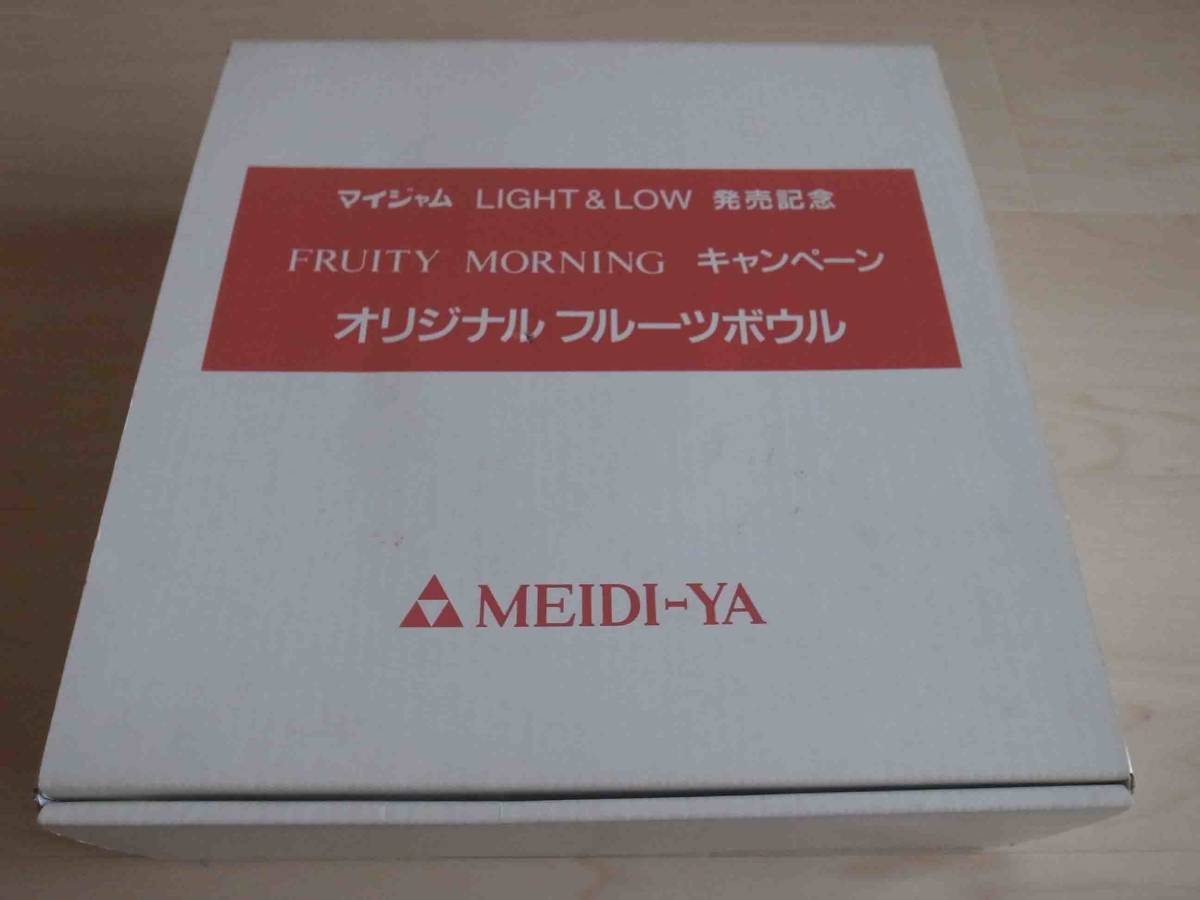 マイジャム LIGHT & LOW 発売記念
FRUITY MORNING キャンペーン
オリジナル フルーツボウル
MEIDI-YA